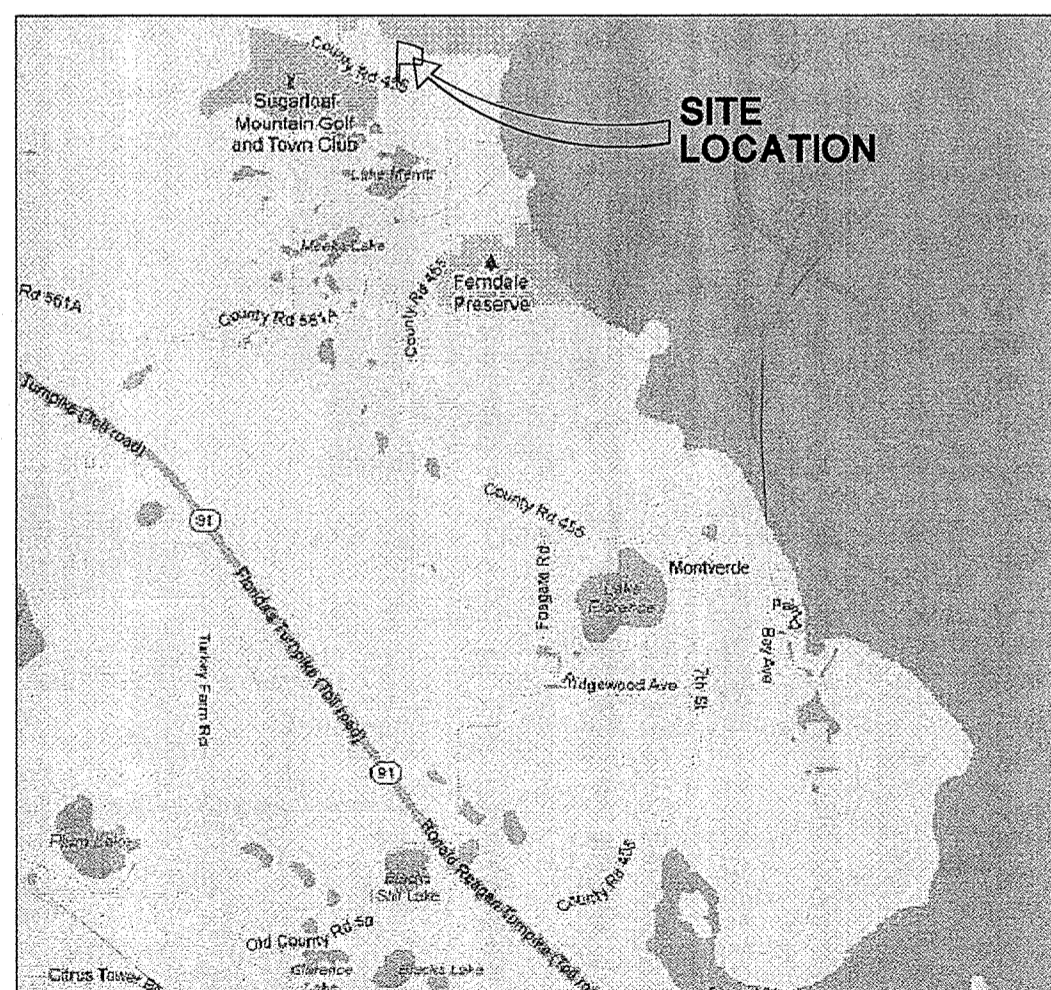 County Rd 455
SITE
LOCATION
Sugarloaf
Mountain Golf
and Town Club
Meeks Lake
Ferndale
Preserve
Rd 561A
County Rd 561A
County Rd 455
Turnpike (Toll road)
91
County Rd 455
Montverde
Fosgate Rd
Lake
Florence
Bay Ave
Florida's Turnpike (Toll road)
Turkey Farm Rd
Ridgewood Ave
7th St
91
Ronald Reagan Turnpike (Toll
County Rd 455
Still Lake
Old County Rd 50
Clarence
Blacks Lake
Citrus Tower